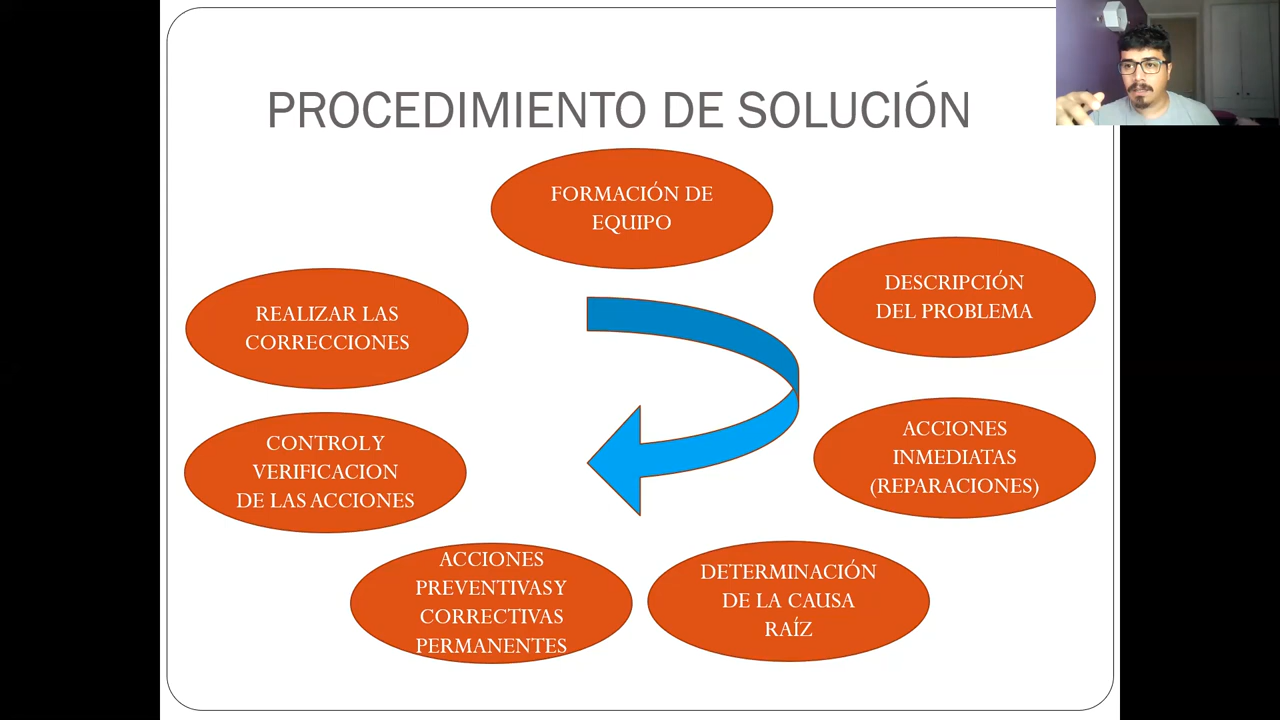 PROCEDIMIENTO DE SOLUCIÓN
FORMACIÓN DE
EQUIPO
DESCRIPCIÓN
DEL PROBLEMA
ACCIONES
INMEDIATAS
(REPARACIONES)
DETERMINACIÓN
DE LA CAUSA
RAÍZ
ACCIONES
PREVENTIVAS Y
CORRECTIVAS
PERMANENTES
CONTROL Y
VERIFICACION
DE LAS ACCIONES
REALIZAR LAS
CORRECCIONES